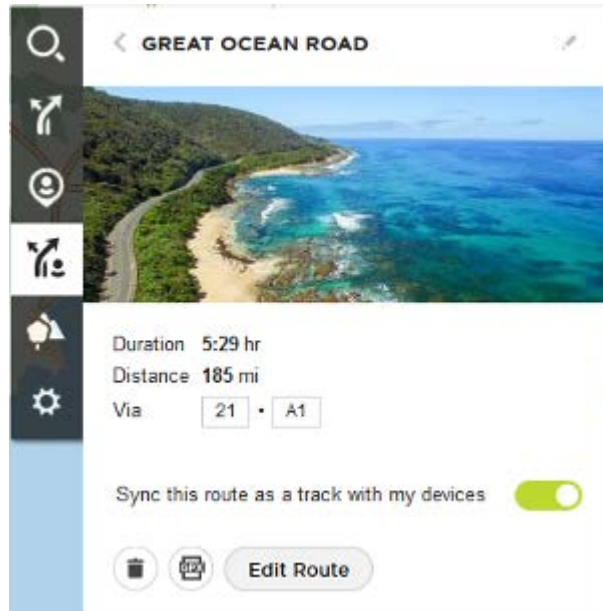 GREAT OCEAN ROAD
Duration 5:29 hr
Distance 185 mi
Via 21 • A1
Sync this route as a track with my devices
Edit Route